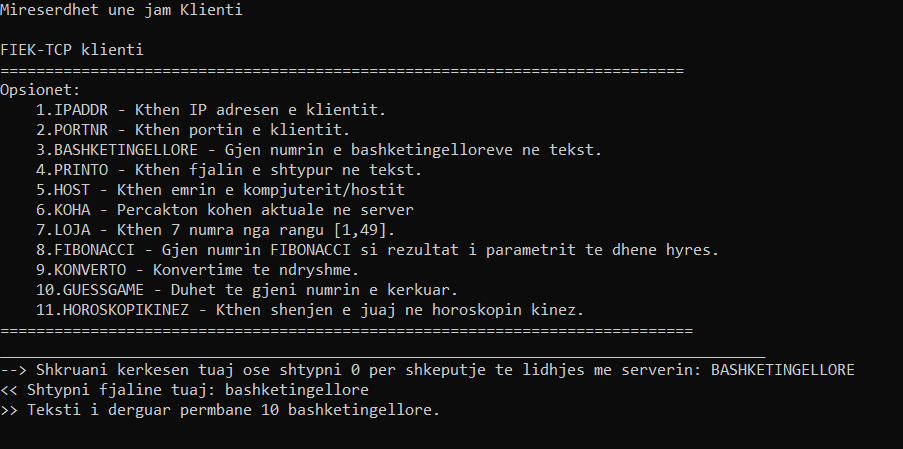 Mireserdhet une jam Klienti
FIEK-TCP klienti
============================================================================
Opsionet:
1.IPADDR - Kthen IP adresen e klientit.
2.PORTNR - Kthen portin e klientit.
3.BASHKETINGELLORE - Gjen numrin e bashketingelloreve ne tekst.
4.PRINTO - Kthen fjalin e shtypur ne tekst.
5.HOST - Kthen emrin e kompjuterit/hostit
6.KOHA - Percakton kohen aktuale ne server
7.LOJA - Kthen 7 numra nga rangu [1,49].
8.FIBONACCI - Gjen numrin FIBONACCI si rezultat i parametrit te dhene hyres.
9.KONVERTO - Konvertime te ndryshme.
10.GUESSGAME - Duhet te gjeni numrin e kerkuar.
11.HOROSKOPIKINEZ - Kthen shenjen e juaj ne horoskopin kinez.
=============================================================================
_____________________________________________________________________________________
--> Shkruani kerkesen tuaj ose shtypni 0 per shkeputje te lidhjes me serverin: BASHKETINGELLORE
<< Shtypni fjaline tuaj: bashketingellore
>> Teksti i derguar permbane 10 bashketingellore.